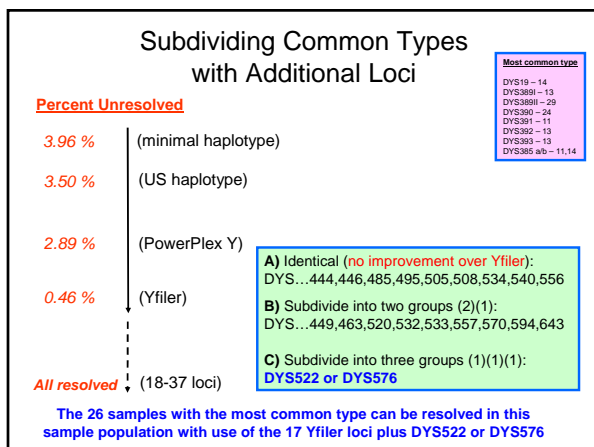 Subdividing Common Types
with Additional Loci
Most common type
DYS19 – 14
DYS389I – 13
DYS389II – 29
DYS390 – 24
DYS391 – 11
DYS392 – 13
DYS393 – 13
DYS385 a/b – 11,14
Percent Unresolved
3.96 % (minimal haplotype)
3.50 % (US haplotype)
2.89 % (PowerPlex Y)
0.46 % (Yfiler)
All resolved (18-37 loci)
A) Identical (no improvement over Yfiler):
DYS…444,446,485,495,505,508,534,540,556
B) Subdivide into two groups (2)(1):
DYS…449,463,520,532,533,557,570,594,643
C) Subdivide into three groups (1)(1)(1):
DYS522 or DYS576
The 26 samples with the most common type can be resolved in this
sample population with use of the 17 Yfiler loci plus DYS522 or DYS576